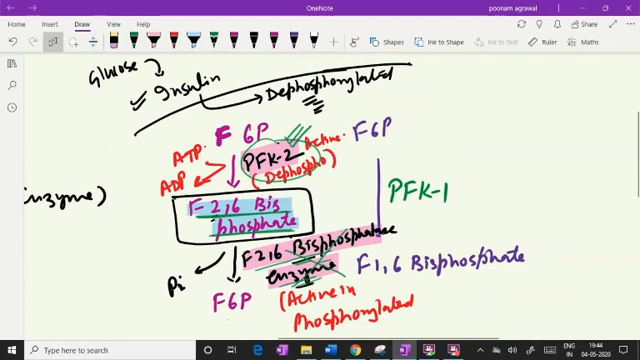 OneNote
poonam agrawal
Home
Insert
Draw
View
Help
Shapes
Ink to Shape
Ink to Text
Ruler
Maths
Glucose
Insulin
Dephosphorylated
F 6P
ATP
ADP
PFK-2
Active
(Dephospho)
F6P
enzyme)
F-2,6 Bis
phosphate
PFK-1
F2,6 Bisphosphatase
enzyme
Pi
F6P
F1,6 Bisphosphate
(Active in
Phosphorylated
Type here to search
ENG
IN
19:44
04-05-2020